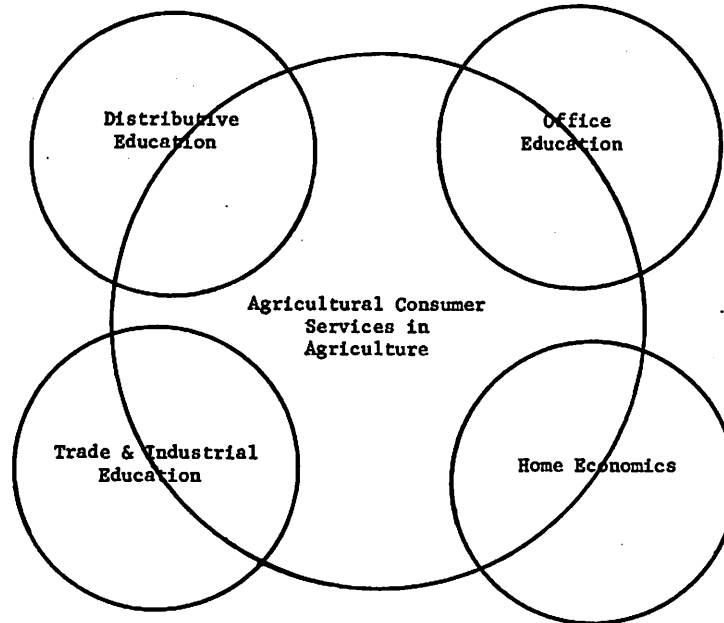 Distributive
Education
Office
Education
Agricultural Consumer
Services in
Agriculture
Trade & Industrial
Education
Home Economics